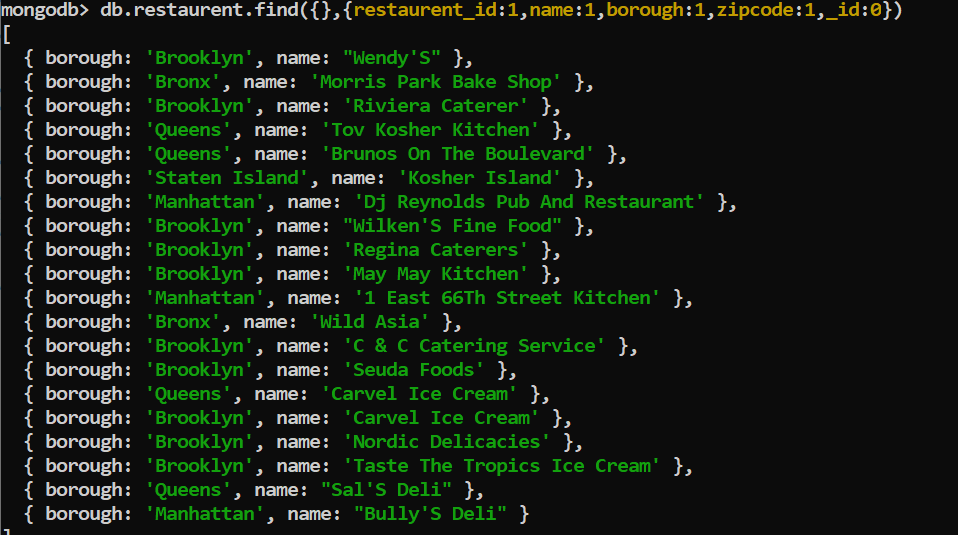 mongodb> db.restaurent.find({},{restaurent_id:1,name:1,borough:1,zipcode:1,_id:0})
[
  { borough: 'Brooklyn', name: "Wendy'S" },
  { borough: 'Bronx', name: 'Morris Park Bake Shop' },
  { borough: 'Brooklyn', name: 'Riviera Caterer' },
  { borough: 'Queens', name: 'Tov Kosher Kitchen' },
  { borough: 'Queens', name: 'Brunos On The Boulevard' },
  { borough: 'Staten Island', name: 'Kosher Island' },
  { borough: 'Manhattan', name: 'Dj Reynolds Pub And Restaurant' },
  { borough: 'Brooklyn', name: "Wilken'S Fine Food" },
  { borough: 'Brooklyn', name: 'Regina Caterers' },
  { borough: 'Brooklyn', name: 'May May Kitchen' },
  { borough: 'Manhattan', name: '1 East 66Th Street Kitchen' },
  { borough: 'Bronx', name: 'Wild Asia' },
  { borough: 'Brooklyn', name: 'C & C Catering Service' },
  { borough: 'Brooklyn', name: 'Seuda Foods' },
  { borough: 'Queens', name: 'Carvel Ice Cream' },
  { borough: 'Brooklyn', name: 'Carvel Ice Cream' },
  { borough: 'Brooklyn', name: 'Nordic Delicacies' },
  { borough: 'Brooklyn', name: 'Taste The Tropics Ice Cream' },
  { borough: 'Queens', name: "Sal'S Deli" },
  { borough: 'Manhattan', name: "Bully'S Deli" }
]